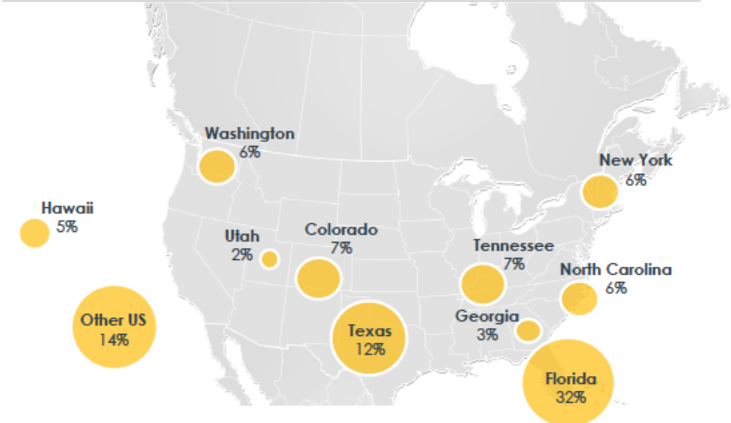 Washington
6%
New York
6%
Hawaii
5%
Utah
2%
Colorado
7%
Tennessee
7%
North Carolina
6%
Other US
14%
Texas
12%
Georgia
3%
Florida
32%